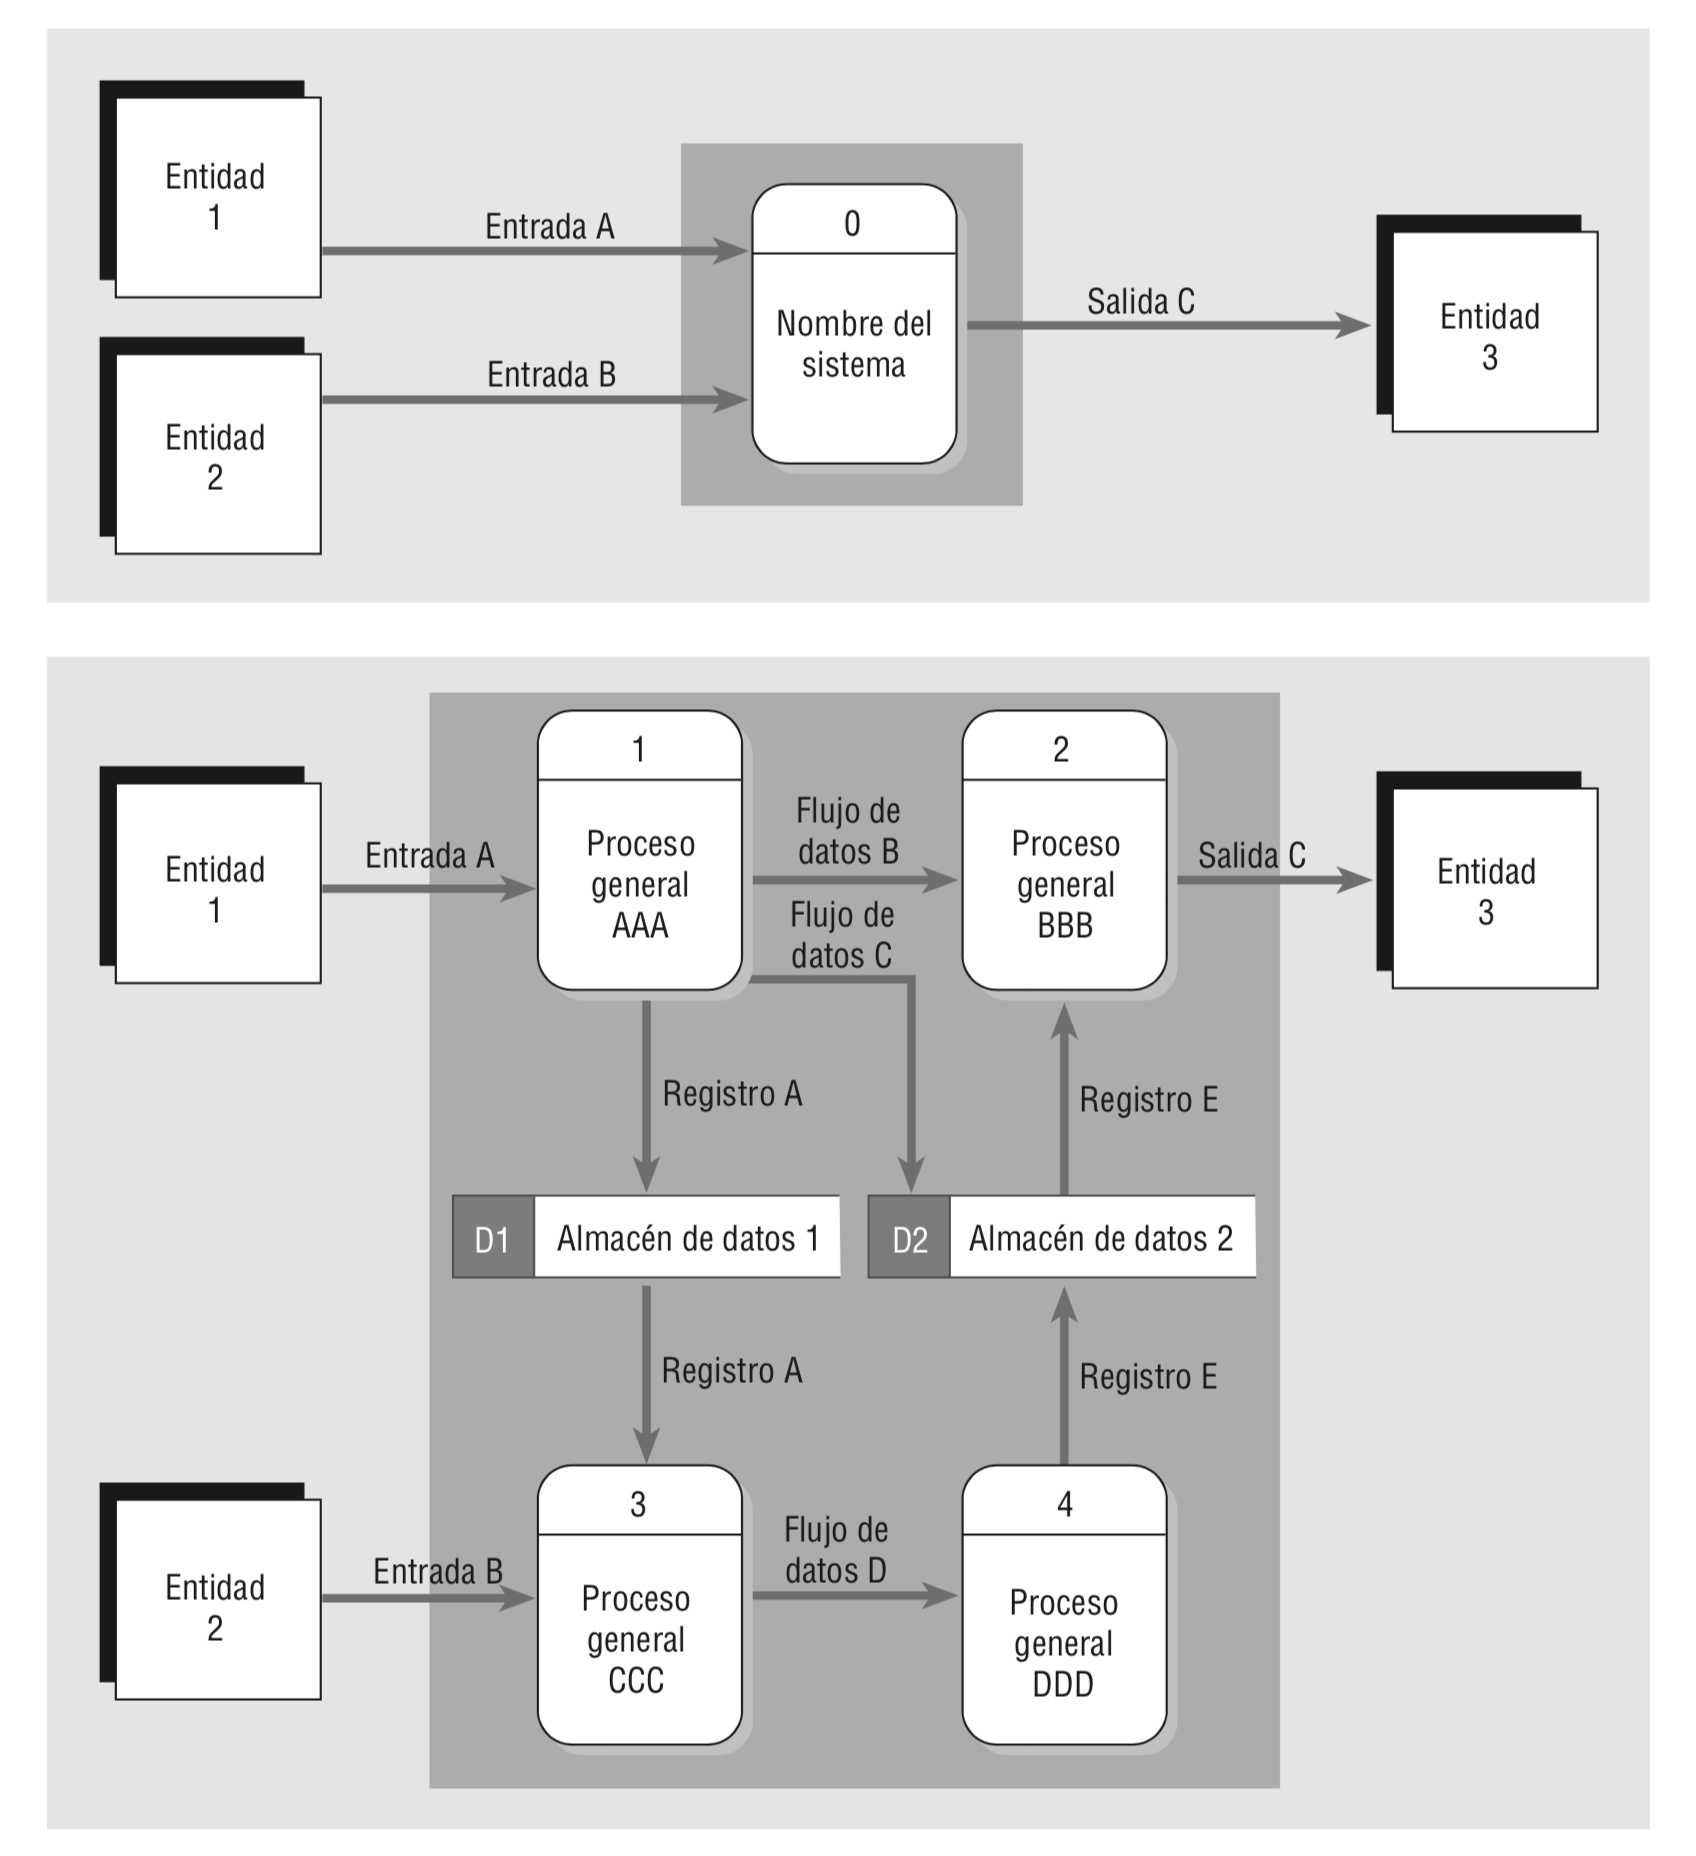 Entidad
1
Entrada A
0
Nombre del
sistema
Salida C
Entidad
3
Entrada B
Entidad
2
Entidad
1
Entrada A
1
Proceso
general
AAA
Flujo de
datos B
Flujo de
datos C
2
Proceso
general
BBB
Salida C
Entidad
3
Registro A
Registro E
D1
Almacén de datos 1
D2
Almacén de datos 2
Registro A
Registro E
Entidad
2
Entrada B
3
Proceso
general
CCC
Flujo de
datos D
4
Proceso
general
DDD